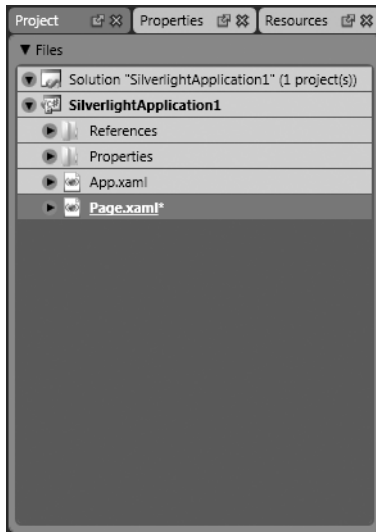 Project Properties Resources
Files
Solution "SilverlightApplication1" (1 project(s))
SilverlightApplication1
References
Properties
App.xaml
Page.xaml*